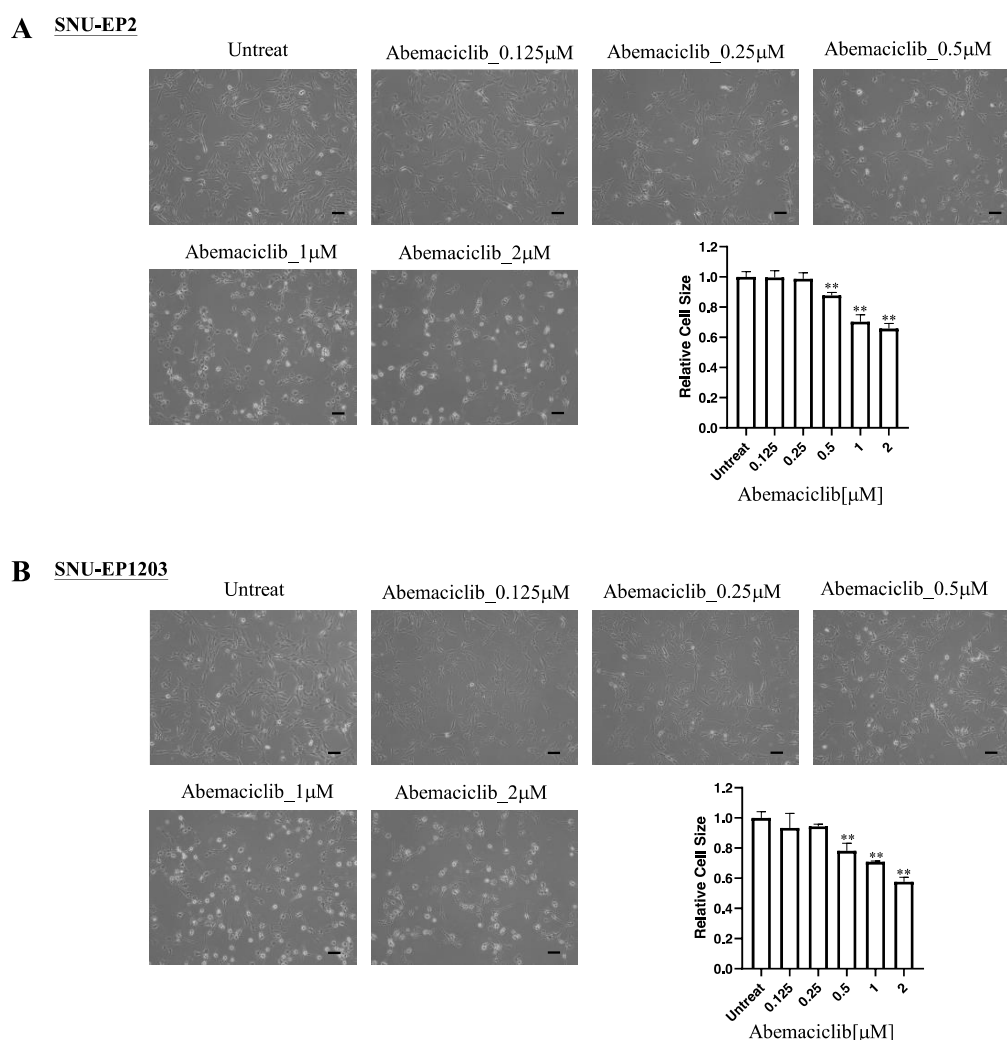 A SNU-EP2
Untreat
Abemaciclib_0.125μM
Abemaciclib_0.25μM
Abemaciclib_0.5μM
Abemaciclib_1μM
Abemaciclib_2μM
Relative Cell Size
1.2
1.0
0.8
0.6
0.4
0.2
0.0
** ** **
Untreat 0.125 0.25 0.5 1 2
Abemaciclib[μM]
B SNU-EP1203
Untreat
Abemaciclib_0.125μM
Abemaciclib_0.25μM
Abemaciclib_0.5μM
Abemaciclib_1μM
Abemaciclib_2μM
Relative Cell Size
1.2
1.0
0.8
0.6
0.4
0.2
0.0
** ** **
Untreat 0.125 0.25 0.5 1 2
Abemaciclib[μM]